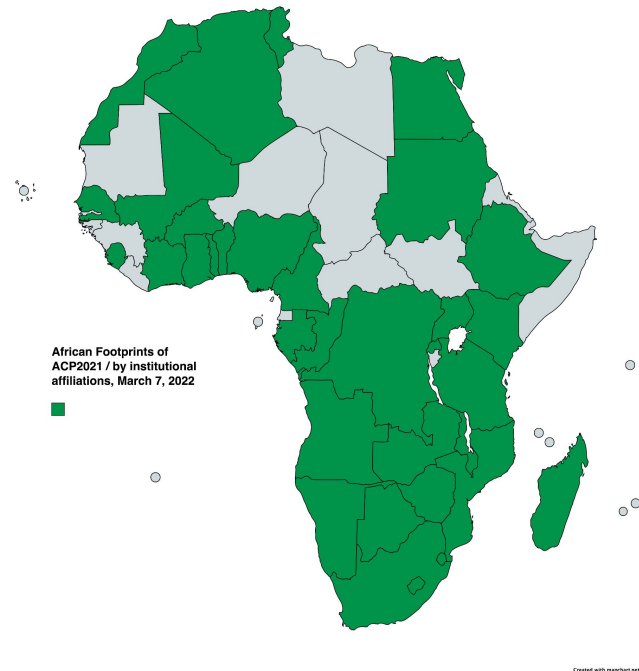 African Footprints of
ACP2021 / by institutional
affiliations, March 7, 2022
Created with mapchart.net